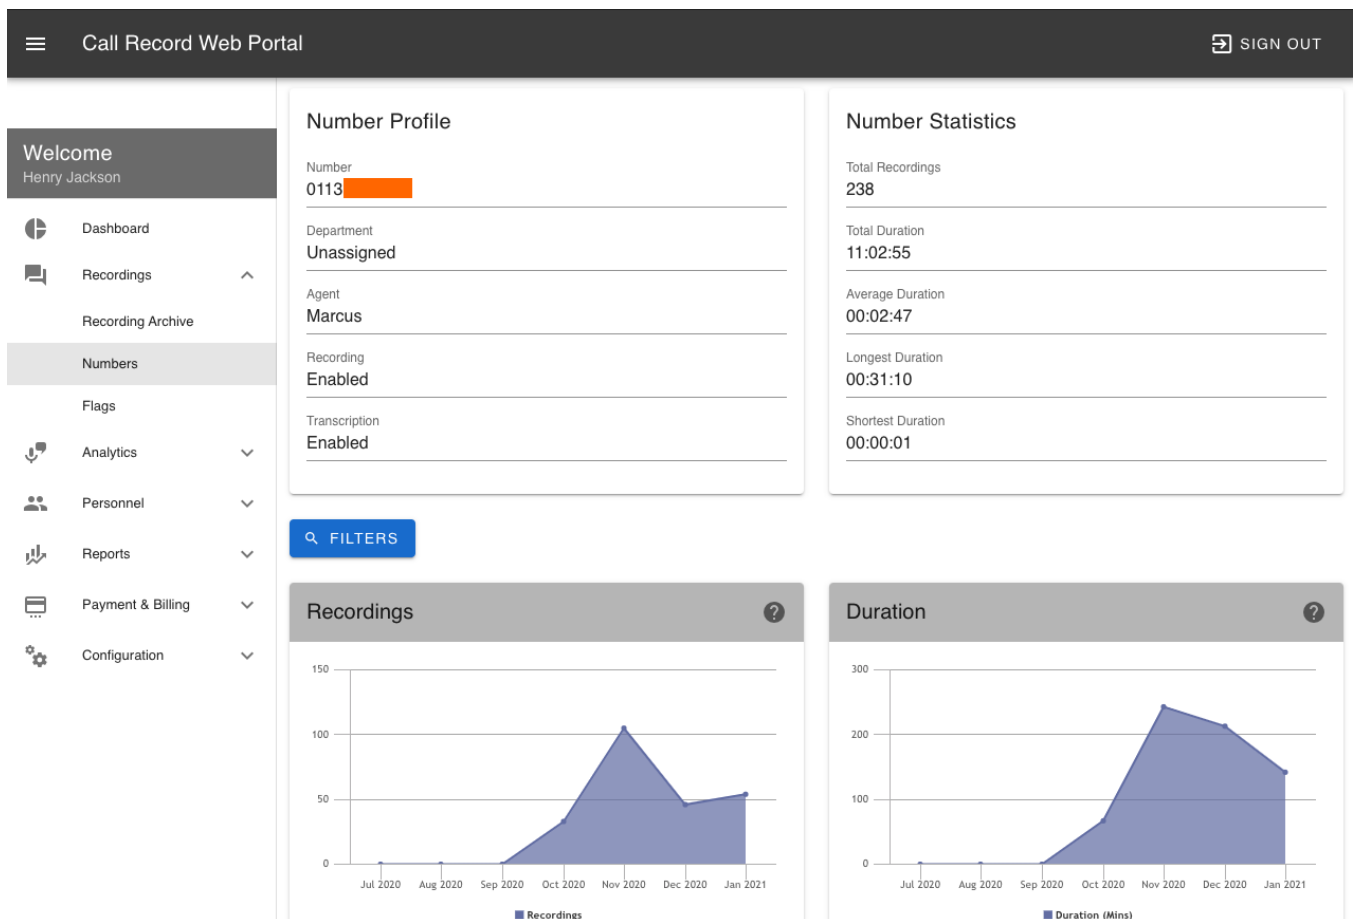 Call Record Web Portal
SIGN OUT
Welcome
Henry Jackson
Dashboard
Recordings
Recording Archive
Numbers
Flags
Analytics
Personnel
Reports
Payment & Billing
Configuration
Number Profile
Number
0113
Department
Unassigned
Agent
Marcus
Recording
Enabled
Transcription
Enabled
Number Statistics
Total Recordings
238
Total Duration
11:02:55
Average Duration
00:02:47
Longest Duration
00:31:10
Shortest Duration
00:00:01
FILTERS
Recordings
?
150
100
50
0
Jul 2020 Aug 2020 Sep 2020 Oct 2020 Nov 2020 Dec 2020 Jan 2021
Recordings
Duration
?
300
200
100
0
Jul 2020 Aug 2020 Sep 2020 Oct 2020 Nov 2020 Dec 2020 Jan 2021
Duration (Mins)